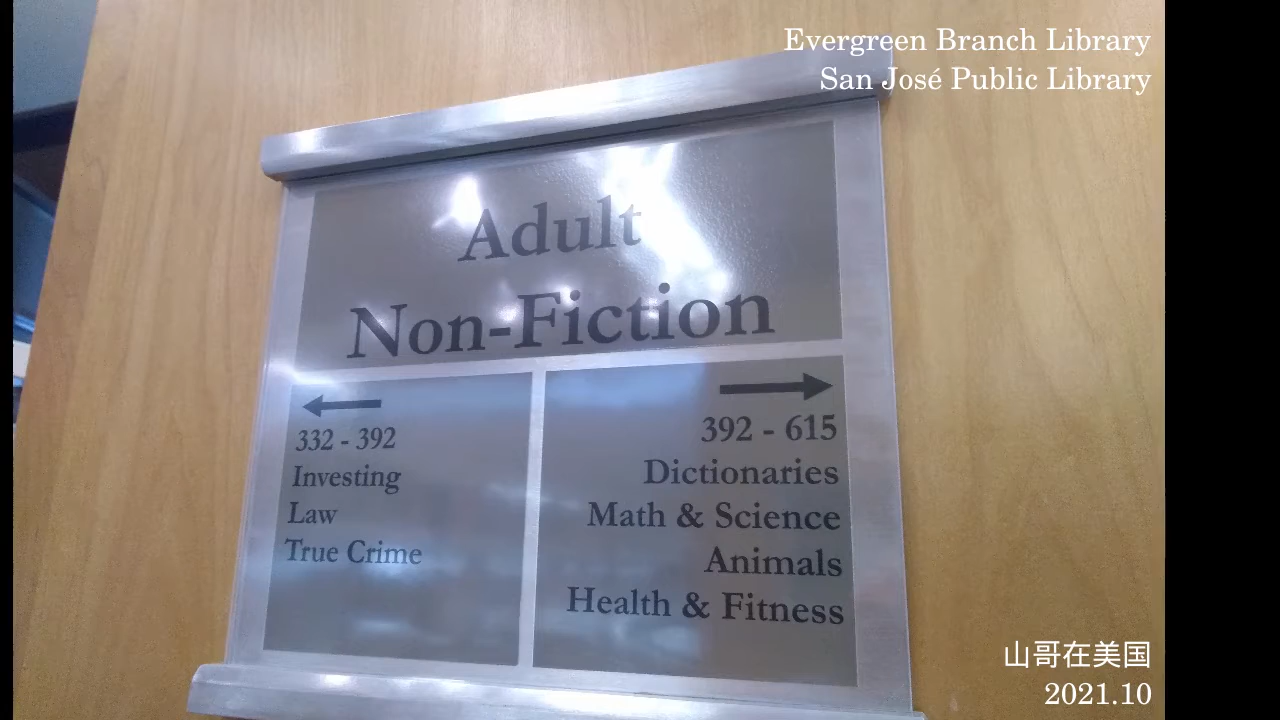 Evergreen Branch Library
San José Public Library
Adult
Non-Fiction
332 - 392
Investing
Law
True Crime
392 - 615
Dictionaries
Math & Science
Animals
Health & Fitness
山哥在美国
2021.10